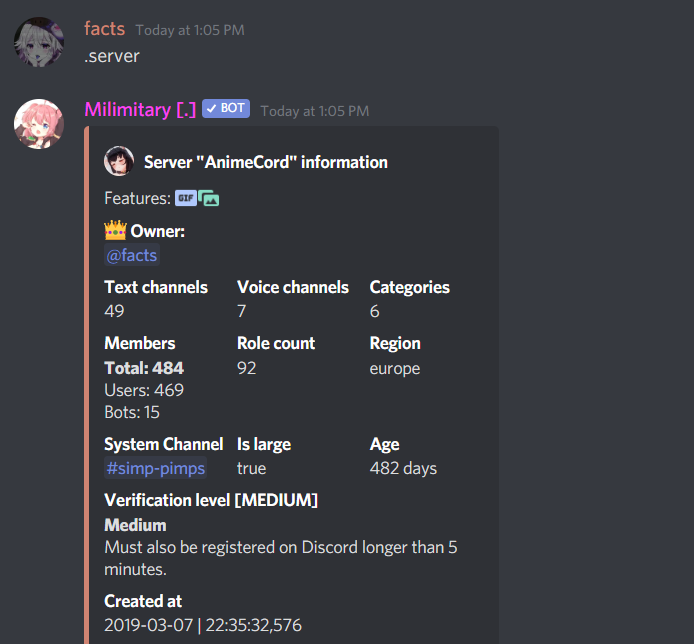 facts Today at 1:05 PM
.server
Milimitary [.] ✓ BOT Today at 1:05 PM
Server "AnimeCord" information
Features: GIF
Owner:
@facts
Text channels Voice channels Categories
49 7 6
Members Role count Region
Total: 484 92 europe
Users: 469
Bots: 15
System Channel Is large Age
#simp-pimps true 482 days
Verification level [MEDIUM]
Medium
Must also be registered on Discord longer than 5
minutes.
Created at
2019-03-07 | 22:35:32,576